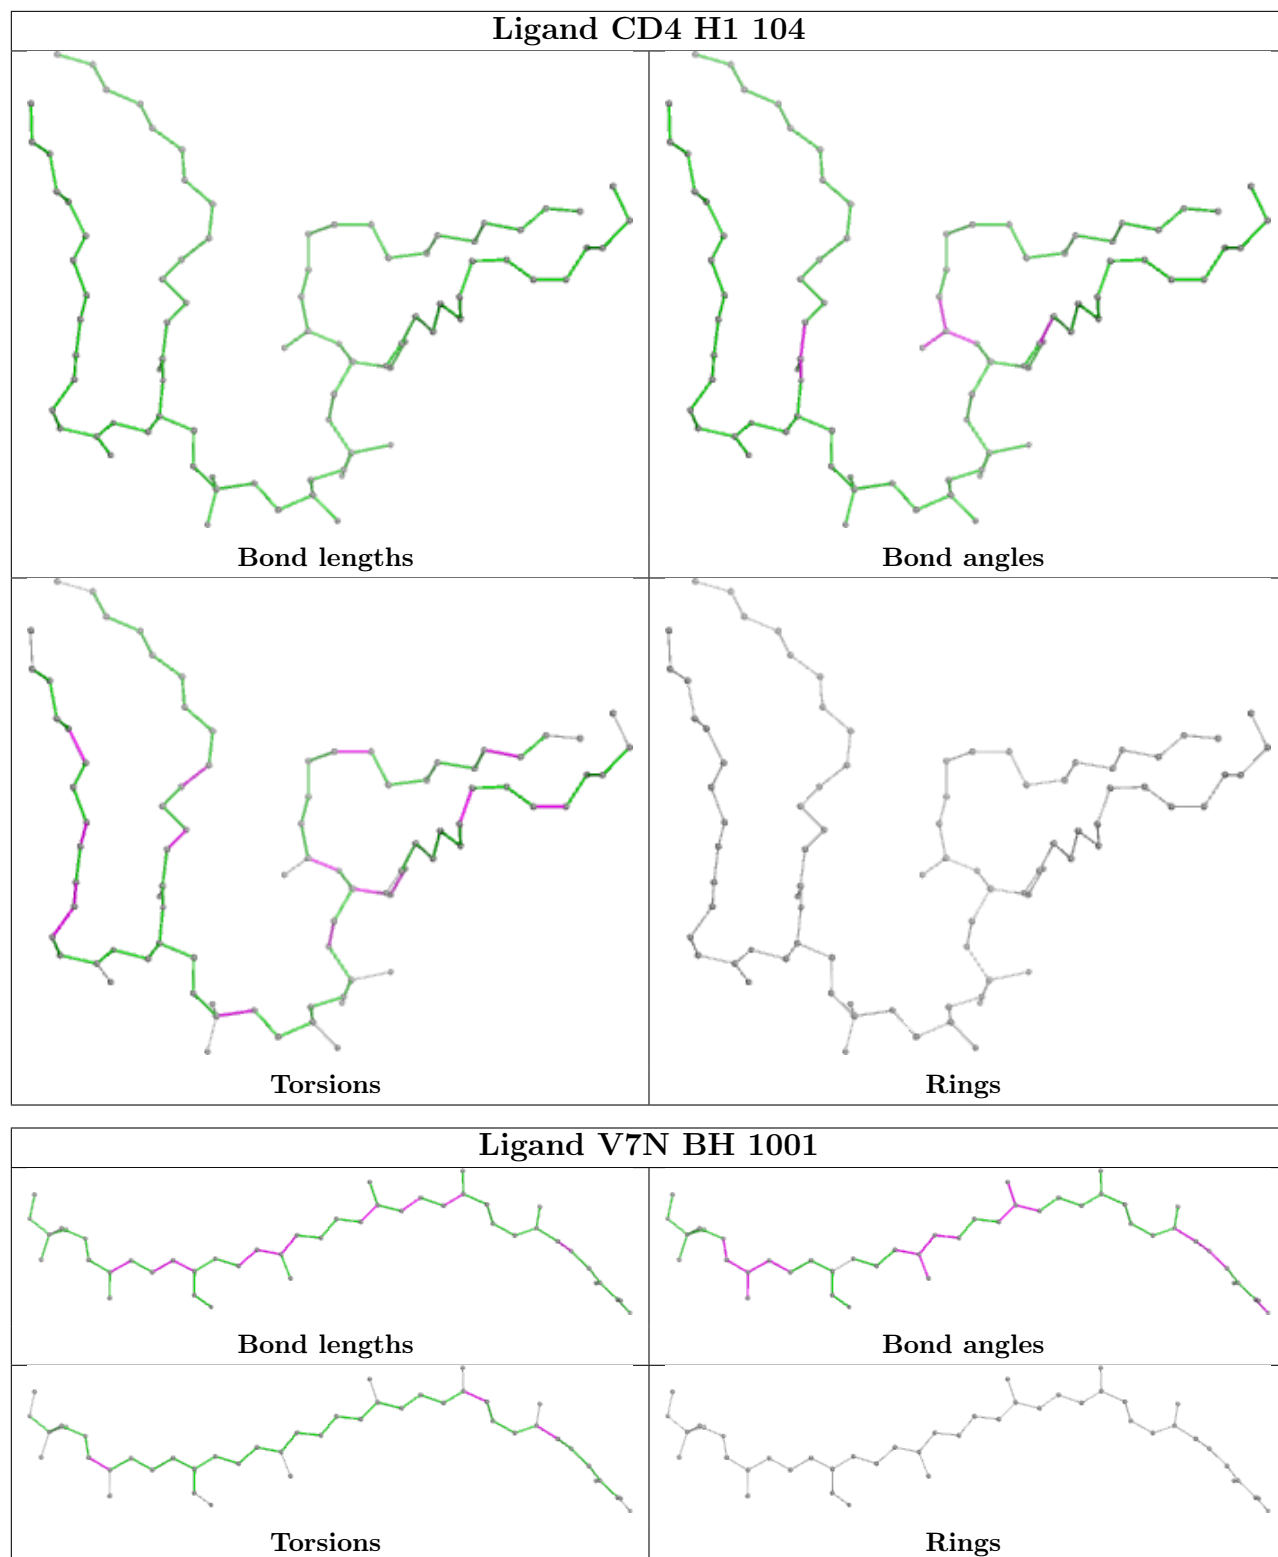 Ligand CD4 H1 104
Bond lengths
Bond angles
Torsions
Rings
Ligand V7N BH 1001
Bond lengths
Bond angles
Torsions
Rings